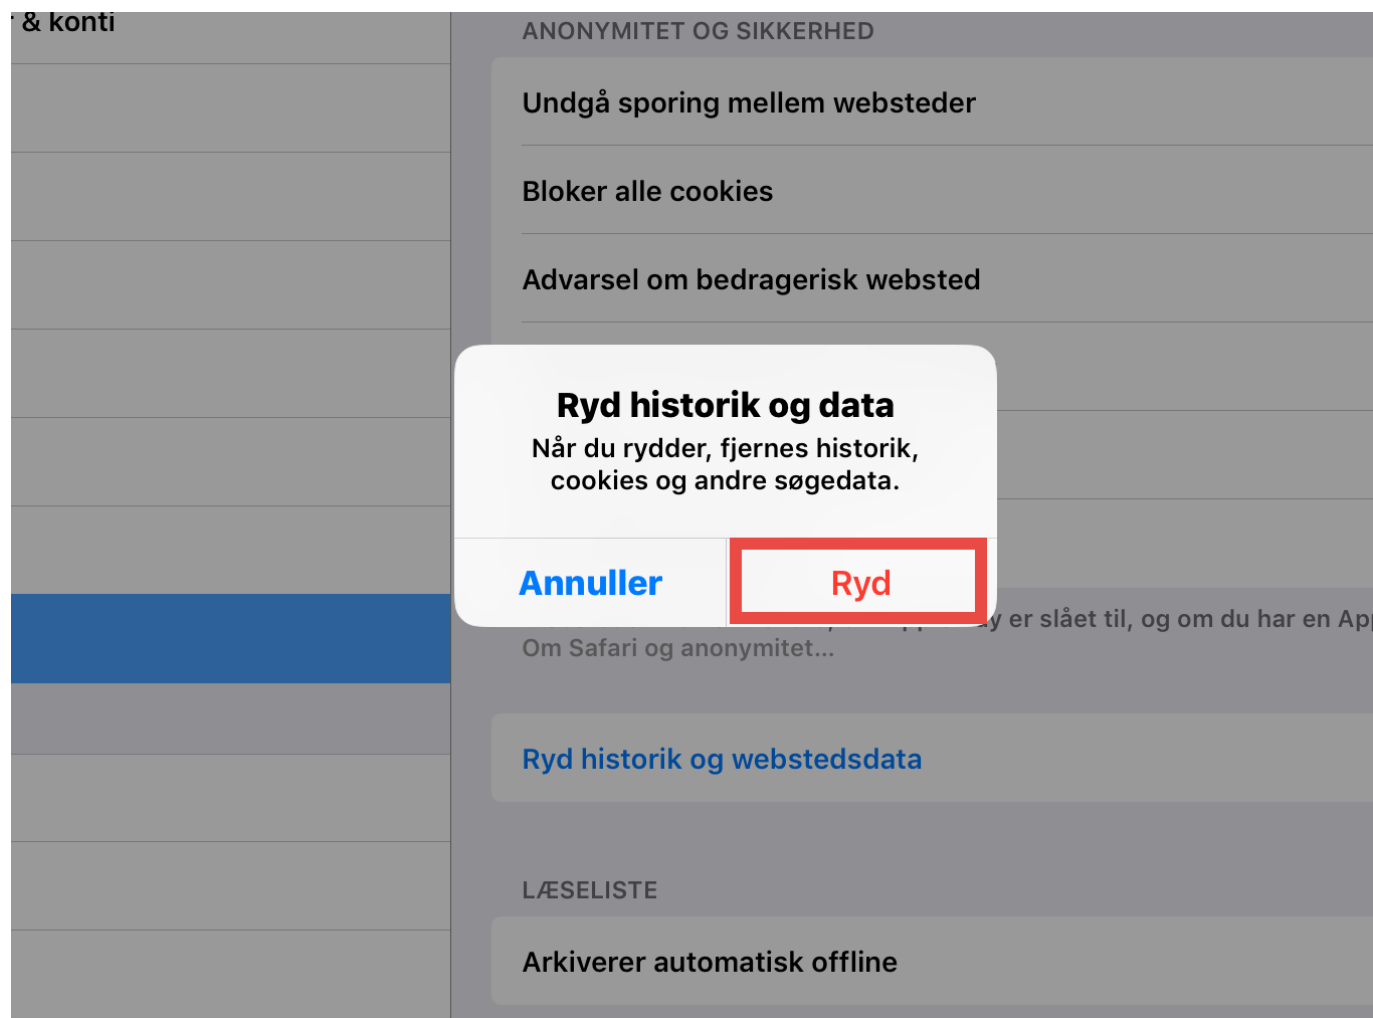 & konti
ANONYMITET OG SIKKERHED
Undgå sporing mellem websteder
Bloker alle cookies
Advarsel om bedragerisk websted
Ryd historik og data
Når du rydder, fjernes historik,
cookies og andre søgedata.
Annuller
Ryd
er slået til, og om du har en
Om Safari og anonymitet...
Ryd historik og webstedsdata
LÆSELISTE
Arkiverer automatisk offline